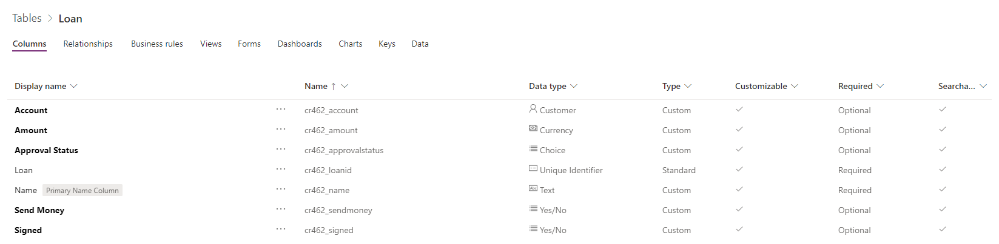 Tables > Loan
Columns Relationships Business rules Views Forms Dashboards Charts Keys Data
Display name Name ↑ Data type Type Customizable Required Searcha...
Account ... cr462_account Customer Custom ✓ Optional ✓
Amount ... cr462_amount Currency Custom ✓ Optional ✓
Approval Status ... cr462_approvalstatus Choice Custom ✓ Optional ✓
Loan ... cr462_loanid Unique Identifier Standard ✓ Required ✓
Name Primary Name Column ... cr462_name Abc Text Custom ✓ Required ✓
Send Money ... cr462_sendmoney Yes/No Custom ✓ Optional ✓
Signed ... cr462_signed Yes/No Custom ✓ Optional ✓